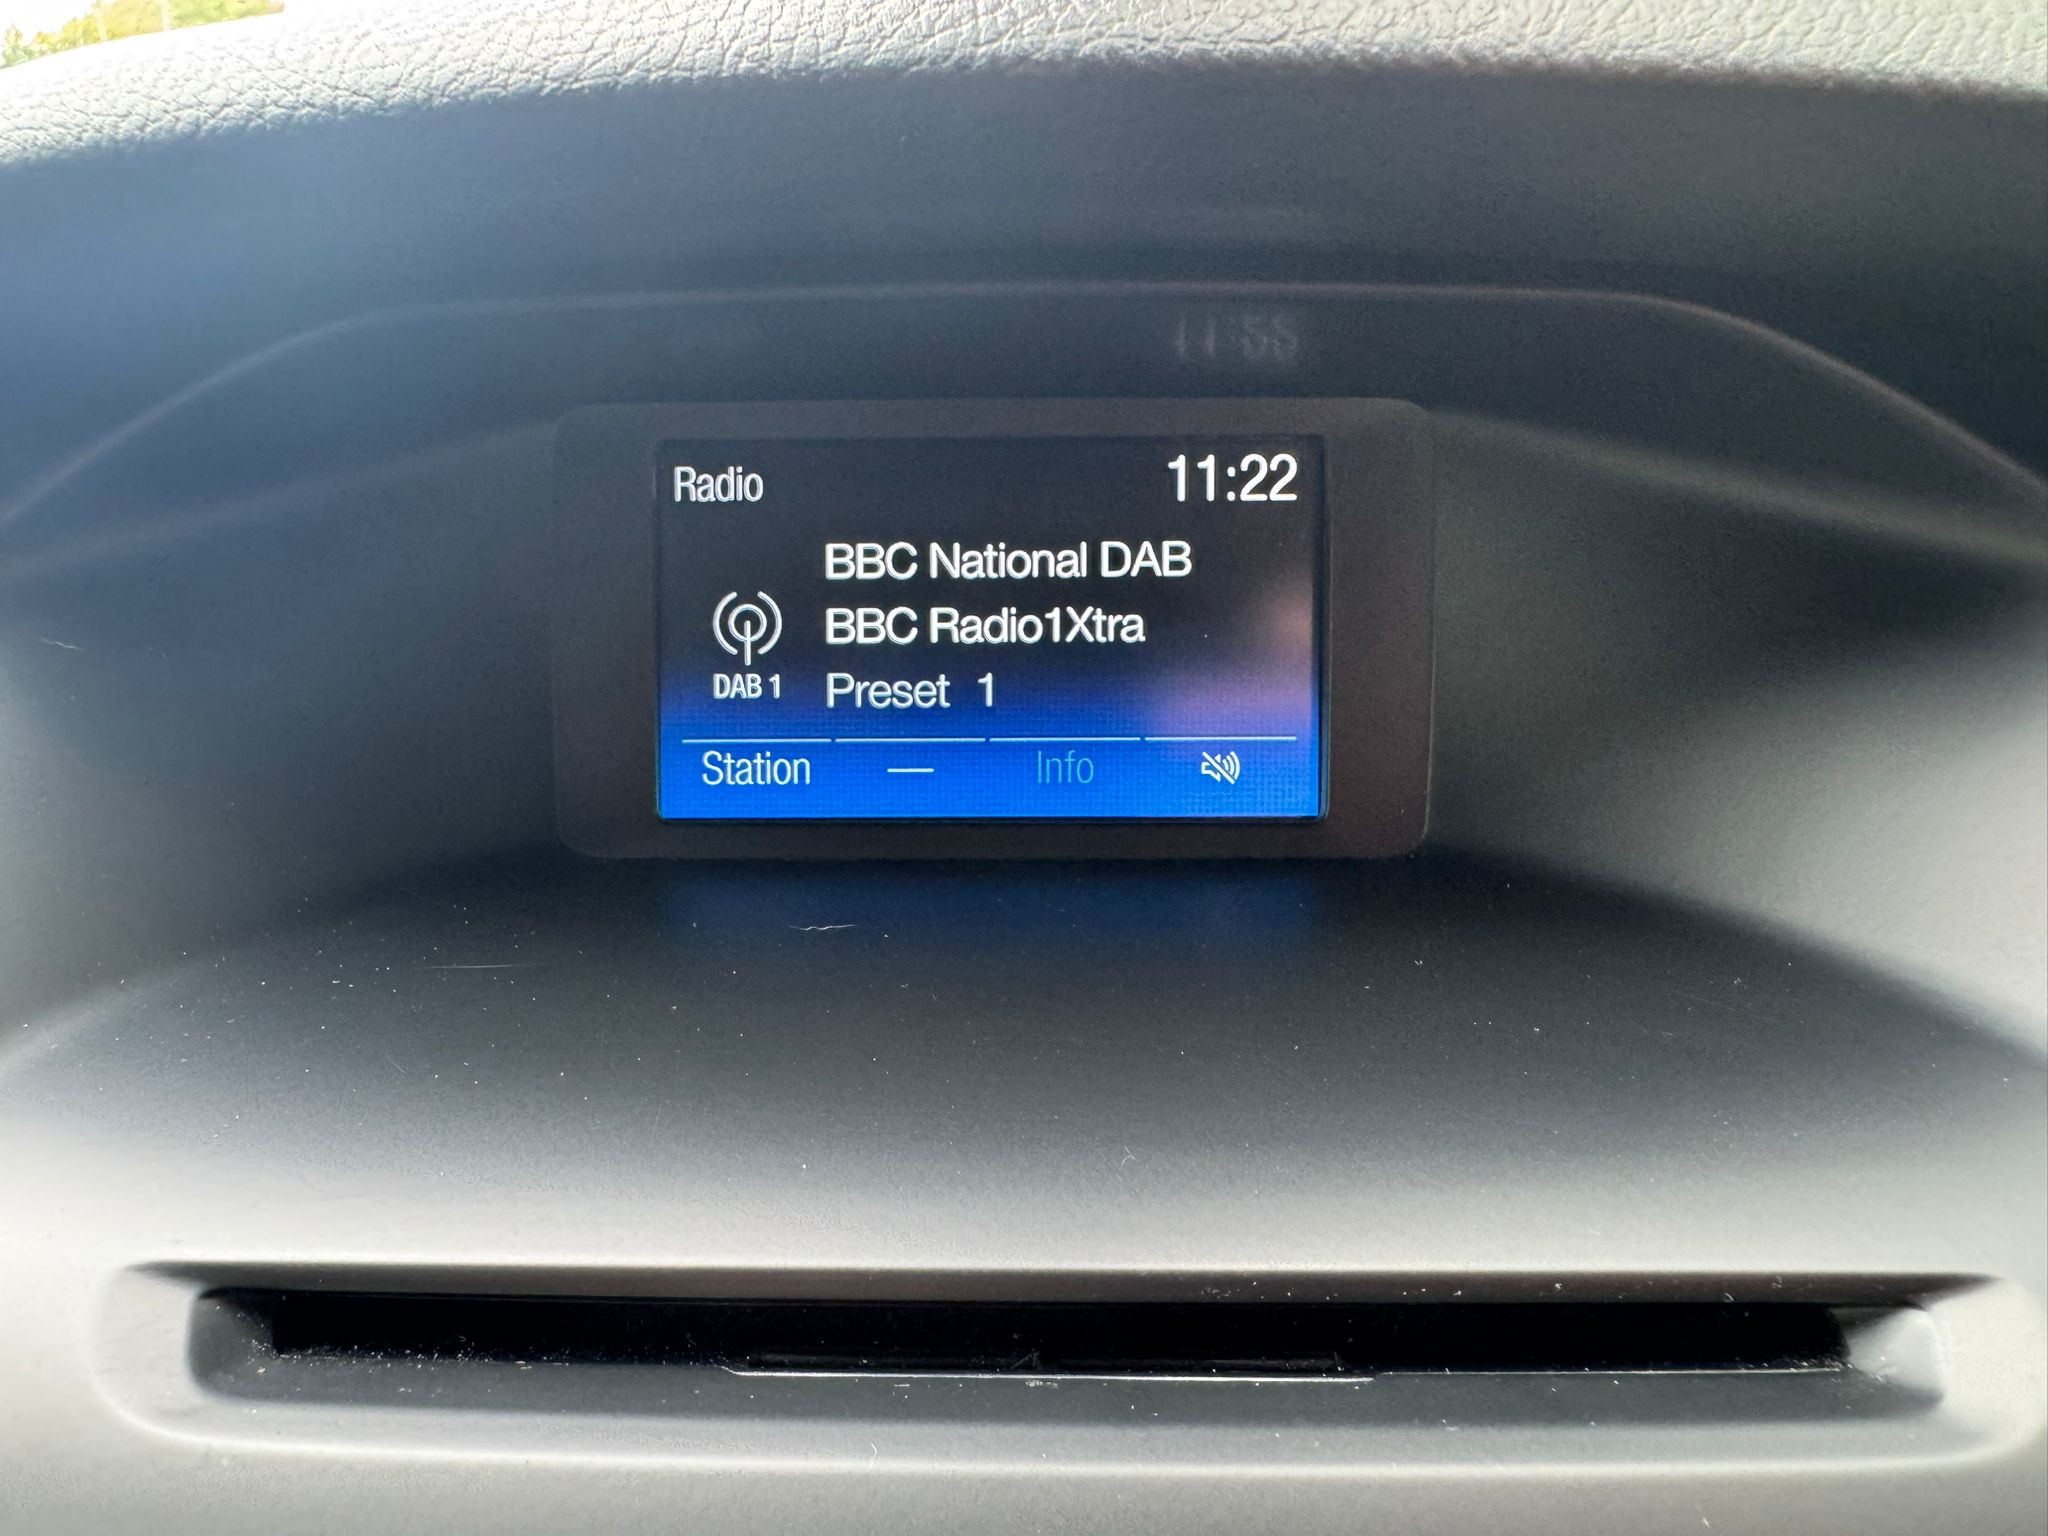 Radio 11:22
BBC National DAB
BBC Radio1Xtra
DAB 1 Preset 1
Station — Info